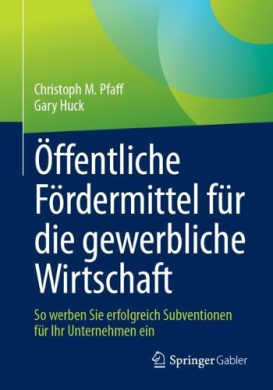 Christoph M. Pfaff
Gary Huck
Öffentliche
Fördermittel für
die gewerbliche
Wirtschaft
So werben Sie erfolgreich Subventionen
für Ihr Unternehmen ein
Springer Gabler